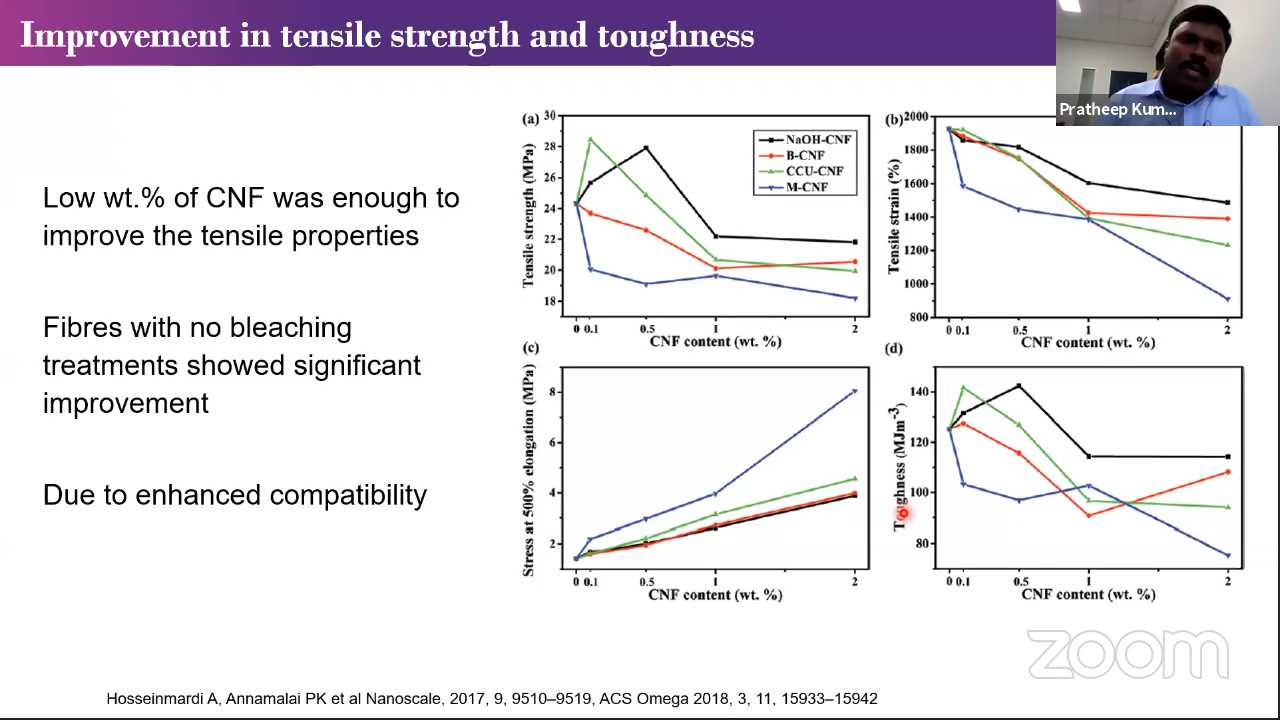 Improvement in tensile strength and toughness
Pratheep Kum...
Low wt.% of CNF was enough to
improve the tensile properties
Fibres with no bleaching
treatments showed significant
improvement
Due to enhanced compatibility
(a)
30
28
26
24
22
20
18
Tensile strength (MPa)
NaOH-CNF
B-CNF
CCU-CNF
M-CNF
0 0.1 0.5 1 2
CNF content (wt. %)
(b)
2000
1800
1600
1400
1200
1000
800
Tensile strain (%)
0 0.1 0.5 1 2
CNF content (wt. %)
(c)
8
6
4
2
Stress at 500% elongation (MPa)
0 0.1 0.5 1 2
CNF content (wt. %)
(d)
140
120
100
80
Toughness (MJm-3)
0 0.1 0.5 1 2
CNF content (wt. %)
zoom
Hosseinmardi A, Annamalai PK et al Nanoscale, 2017, 9, 9510–9519, ACS Omega 2018, 3, 11, 15933–15942